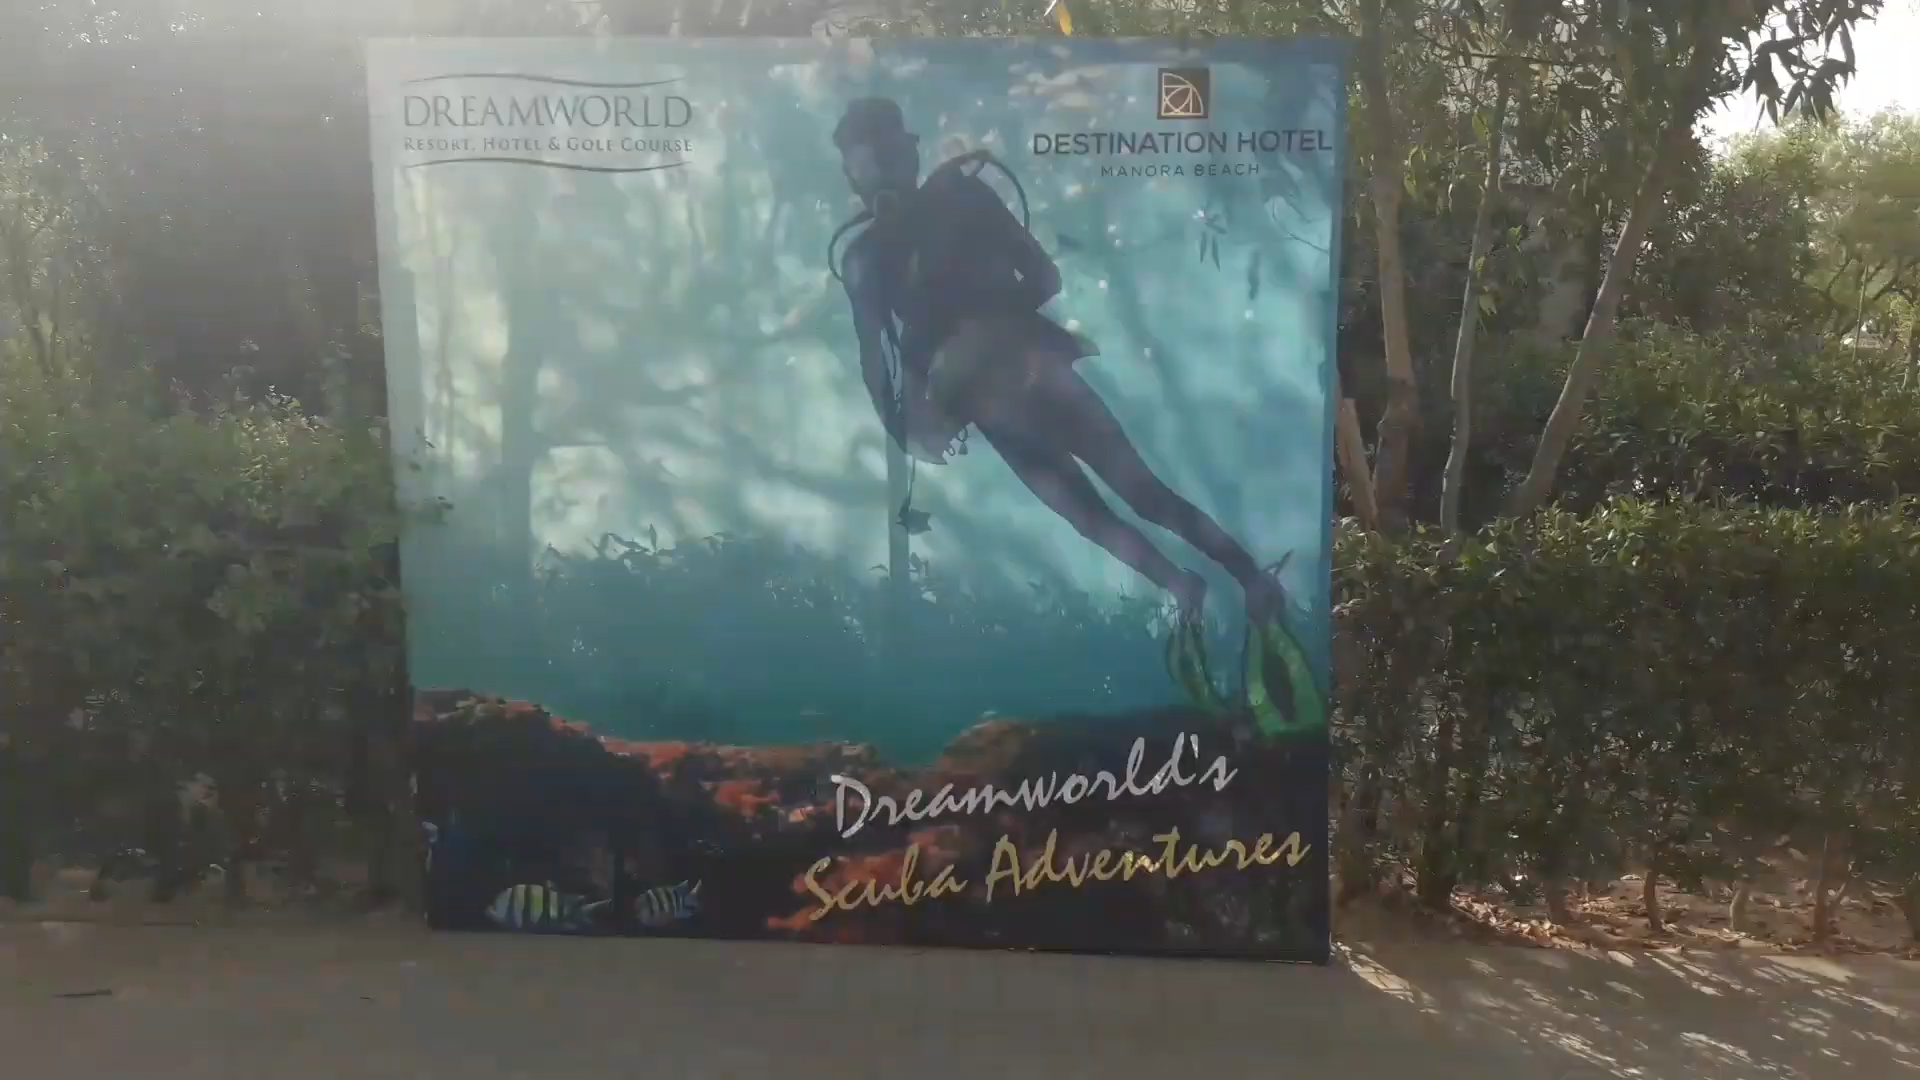 DREAMWORLD
RESORT, HOTEL & GOLF COURSE
DESTINATION HOTEL
MANORA BEACH
Dreamworld's
Scuba Adventures